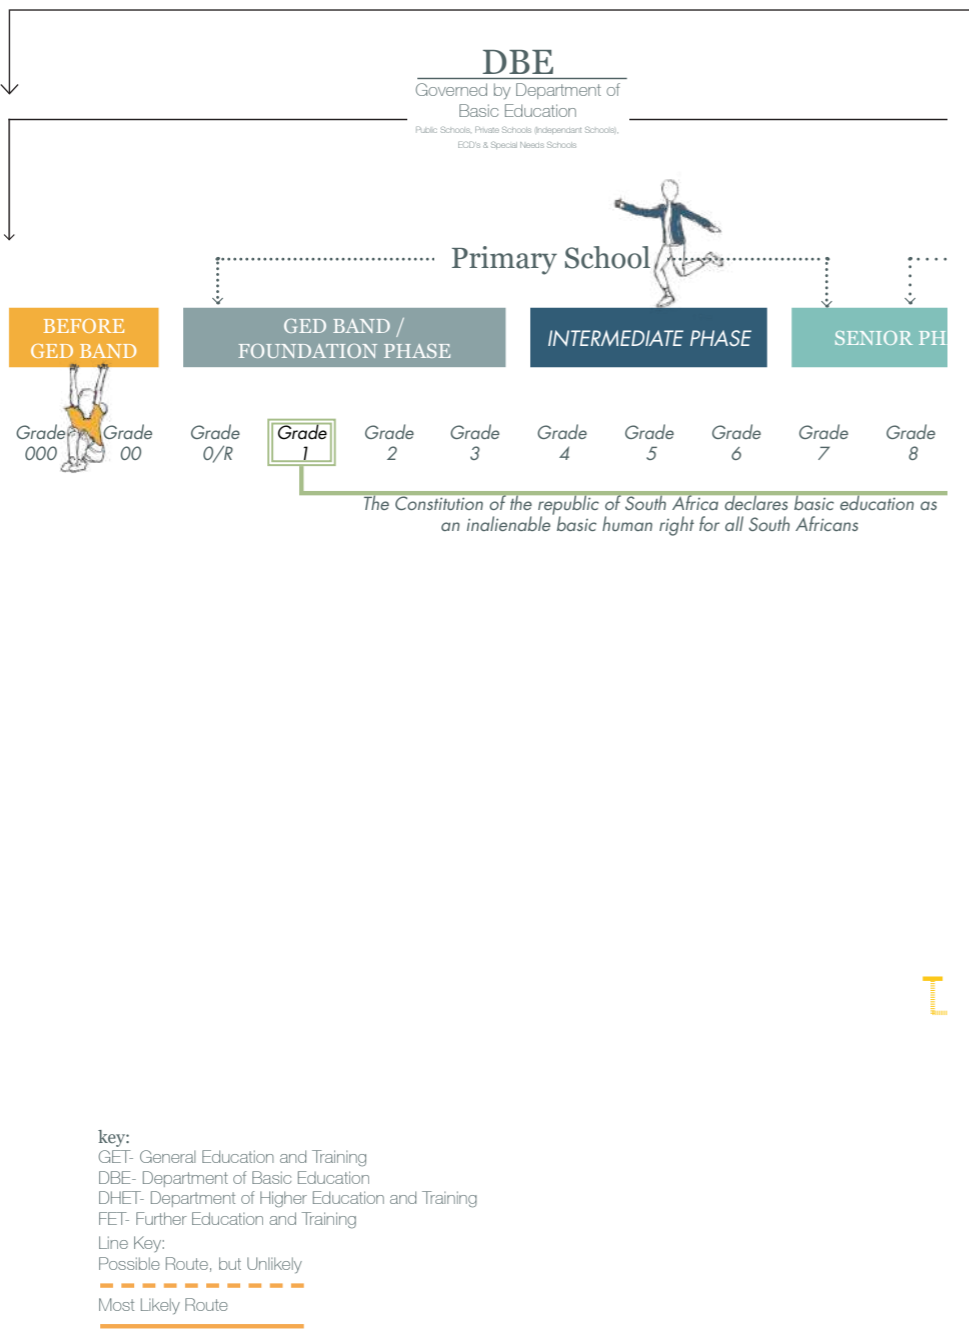 DBE
Governed by Department of
Basic Education
Public Schools, Private Schools (Independant Schools),
ECD's & Special Needs Schools
Primary School
BEFORE
GED BAND
GED BAND /
FOUNDATION PHASE
INTERMEDIATE PHASE
SENIOR PH
Grade
000
Grade
00
Grade
0/R
Grade
1
Grade
2
Grade
3
Grade
4
Grade
5
Grade
6
Grade
7
Grade
8
The Constitution of the republic of South Africa declares basic education as
an inalienable basic human right for all South Africans
key:
GET- General Education and Training
DBE- Department of Basic Education
DHET- Department of Higher Education and Training
FET- Further Education and Training
Line Key:
Possible Route, but Unlikely
Most Likely Route